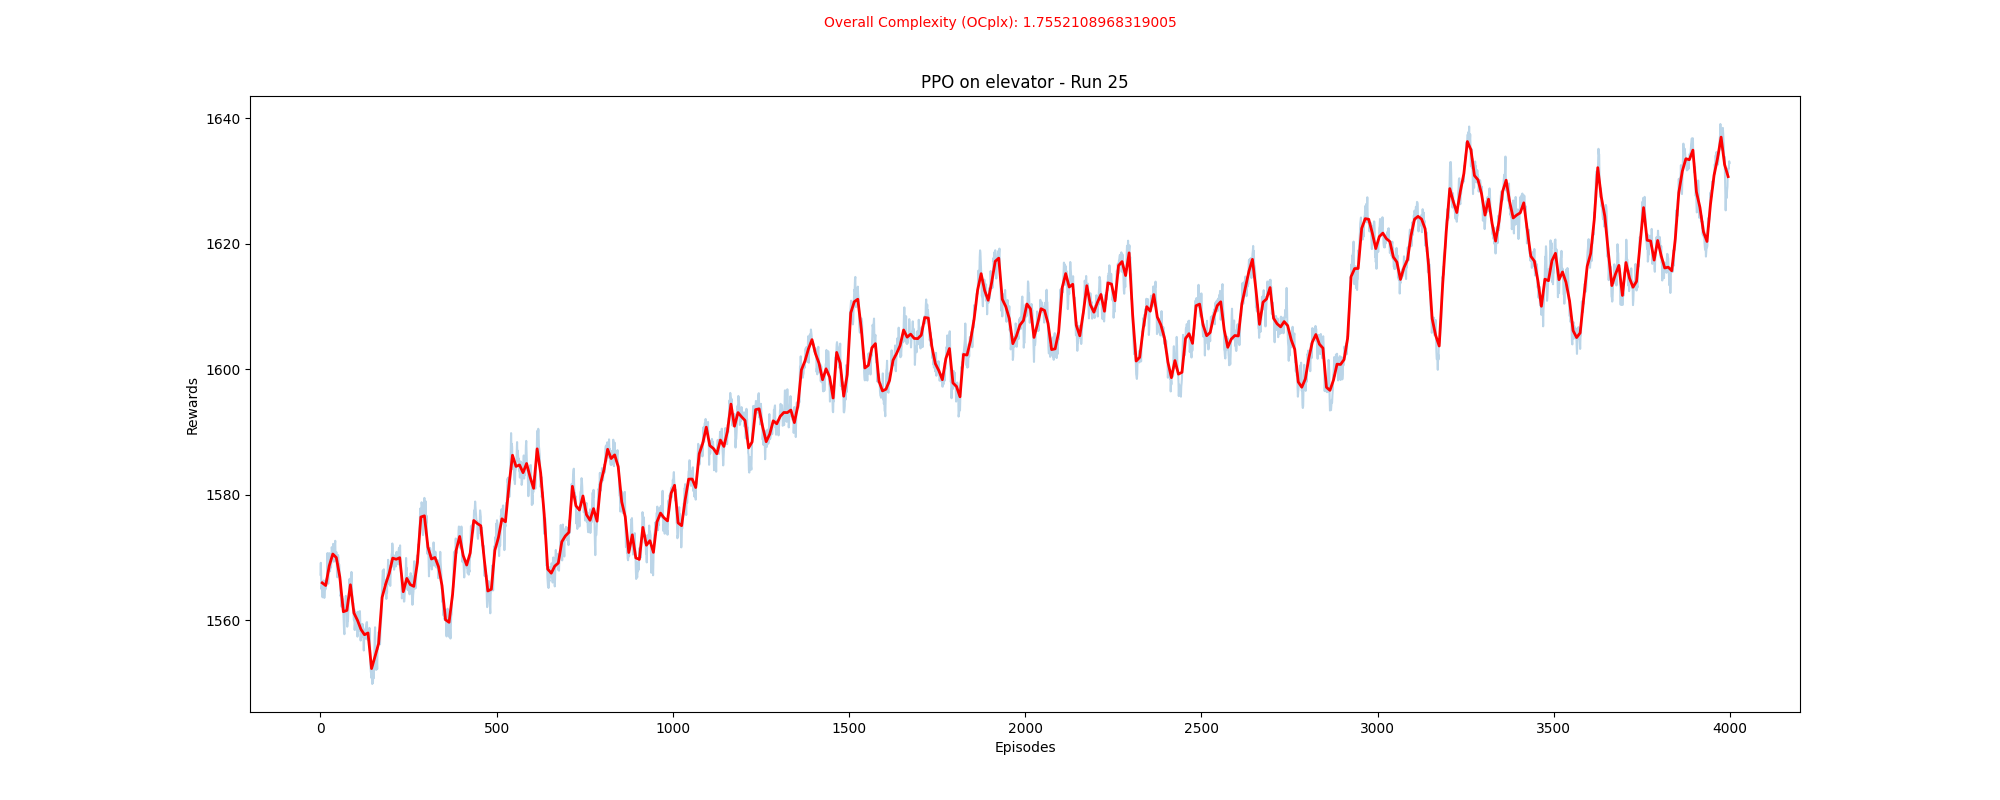 Overall Complexity (OCplx): 1.7552108968319005
PPO on elevator - Run 25
1640
1620
1600
1580
1560
Rewards
0 500 1000 1500 2000 2500 3000 3500 4000
Episodes